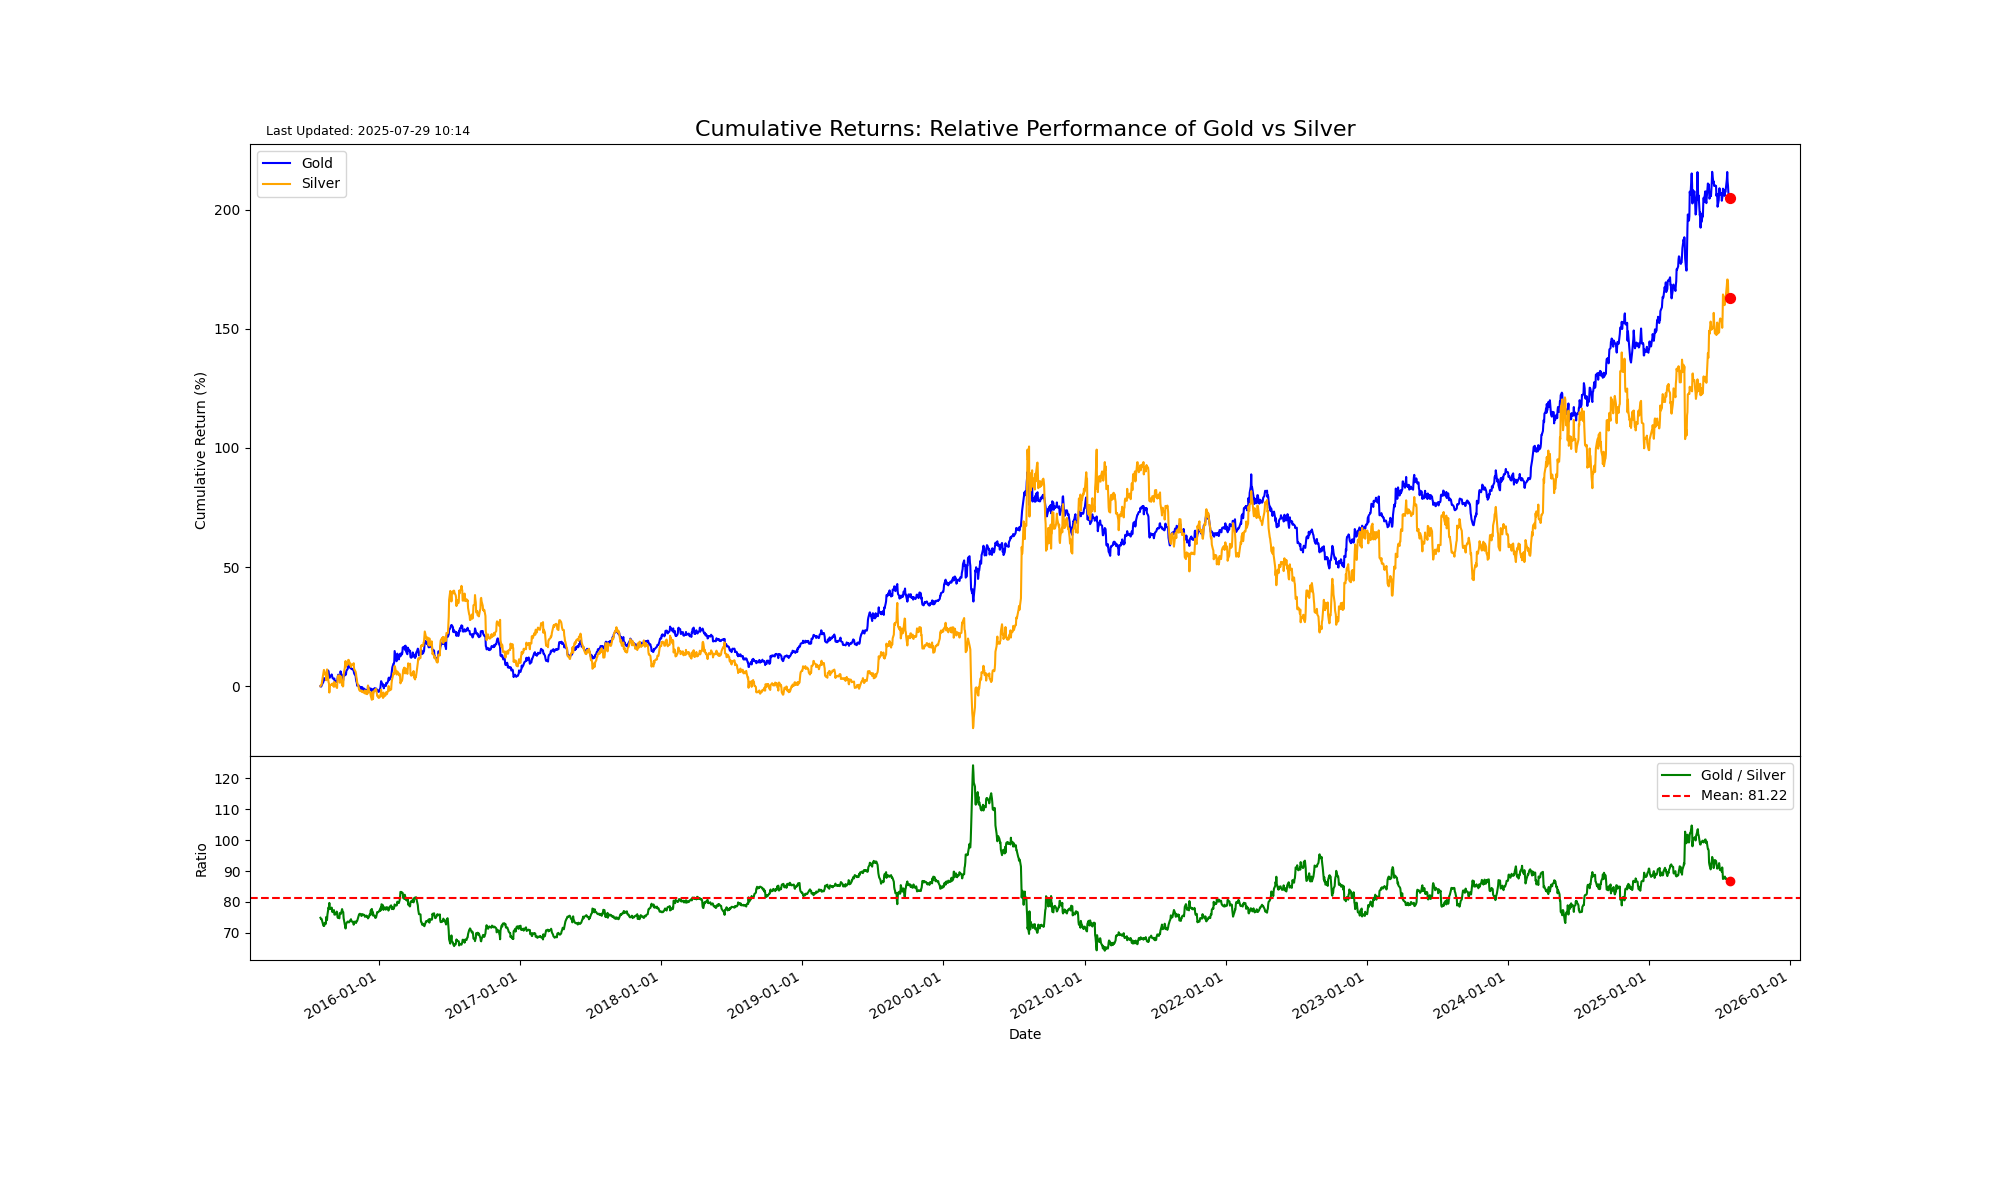 Last Updated: 2025-07-29 10:14
Cumulative Returns: Relative Performance of Gold vs Silver
Gold
Silver
Cumulative Return (%)
200
150
100
50
0
Gold / Silver
Mean: 81.22
Ratio
120
110
100
90
80
70
2016-01-01
2017-01-01
2018-01-01
2019-01-01
2020-01-01
2021-01-01
2022-01-01
2023-01-01
2024-01-01
2025-01-01
2026-01-01
Date